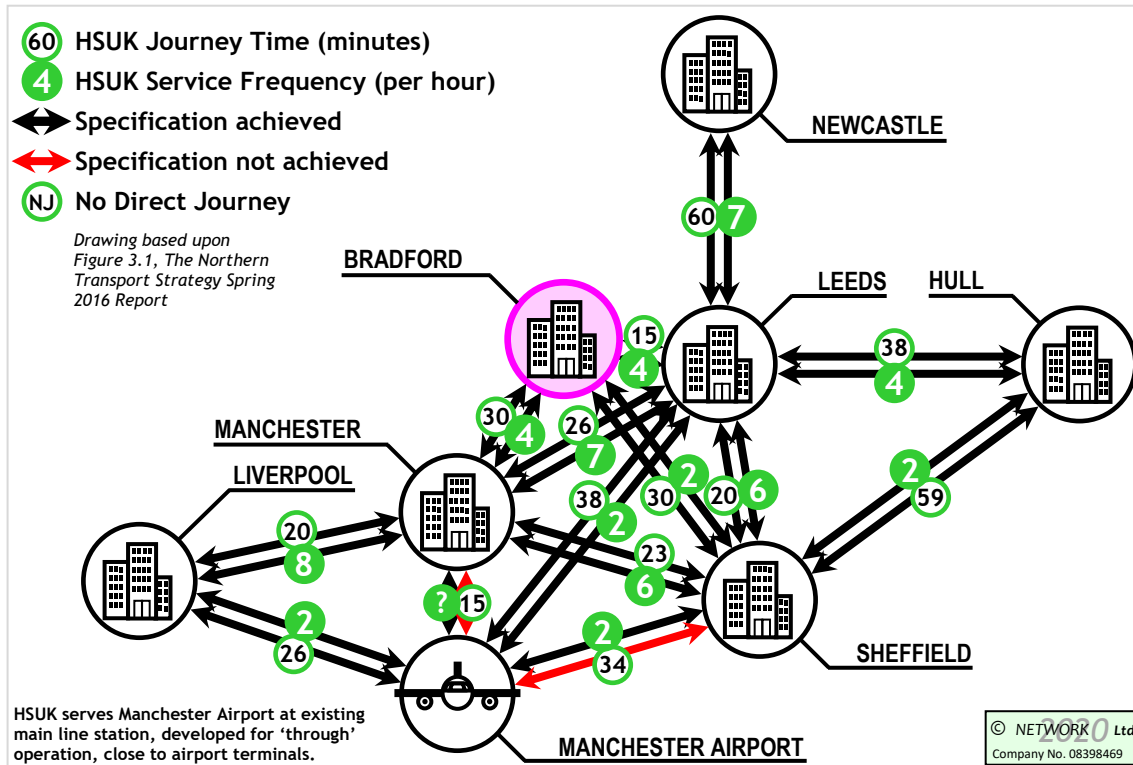 60 HSUK Journey Time (minutes)
4 HSUK Service Frequency (per hour)
Specification achieved
Specification not achieved
NJ No Direct Journey
Drawing based upon
Figure 3.1, The Northern
Transport Strategy Spring
2016 Report
NEWCASTLE
60 7
BRADFORD
LEEDS
HULL
15
4
38
4
30 4
26
7
MANCHESTER
LIVERPOOL
38
2
2
30
20 6
2
59
20
8
23
6
? 15
2
26
2
34
SHEFFIELD
MANCHESTER AIRPORT
HSUK serves Manchester Airport at existing
main line station, developed for ‘through’
operation, close to airport terminals.
© NETWORK 2020 Ltd
Company No. 08398469